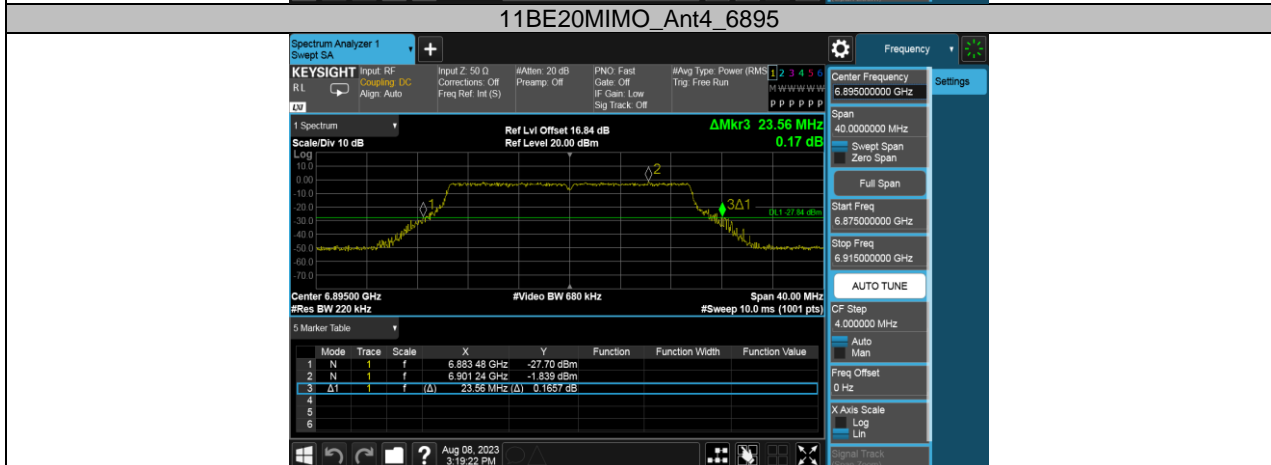 11BE20MIMO_Ant4_6895
Spectrum Analyzer 1
Swept SA
+
Frequency
KEYSIGHT
RL
LXI
Input: RF
Coupling: DC
Align: Auto
Input Z: 50 Ω
Corrections: Off
Freq Ref: Int (S)
#Atten: 20 dB
Preamp: Off
PNO: Fast
Gate: Off
IF Gain: Low
Sig Track: Off
#Avg Type: Power (RMS
Trig: Free Run
1 2 3 4 5 6
M W W W W W
P P P P P P
Center Frequency
6.895000000 GHz
Settings
Span
40.0000000 MHz
Swept Span
Zero Span
Full Span
Start Freq
6.875000000 GHz
Stop Freq
6.915000000 GHz
AUTO TUNE
CF Step
4.000000 MHz
Auto
Man
Freq Offset
0 Hz
X Axis Scale
Log
Lin
Signal Track
1 Spectrum
Scale/Div 10 dB
Ref Lvl Offset 16.84 dB
Ref Level 20.00 dBm
ΔMkr3 23.56 MHz
0.17 dB
Log
10.0
0.00
-10.0
-20.0
-30.0
-40.0
-50.0
-60.0
-70.0
1
2
3Δ1
DL1 -27.84 dBm
Center 6.89500 GHz
#Res BW 220 kHz
#Video BW 680 kHz
Span 40.00 MHz
#Sweep 10.0 ms (1001 pts)
5 Marker Table
Mode Trace Scale X Y Function Function Width Function Value
1 N 1 f 6.883 48 GHz -27.70 dBm
2 N 1 f 6.901 24 GHz -1.839 dBm
3 Δ1 1 f (Δ) 23.56 MHz (Δ) 0.1657 dB
4
5
6
?
Aug 08, 2023
3:19:22 PM